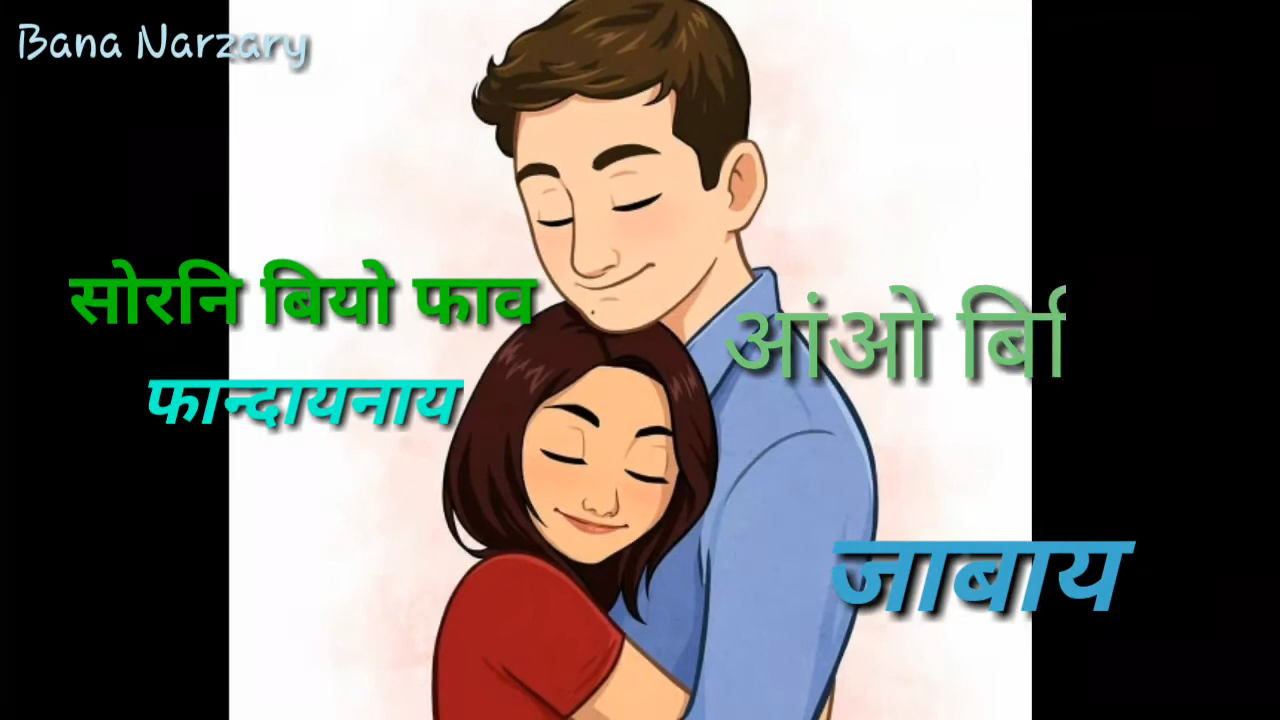 Bana Narzary
सोरनि बियो फाव
फान्दायनाय
आंओ
जाबाय